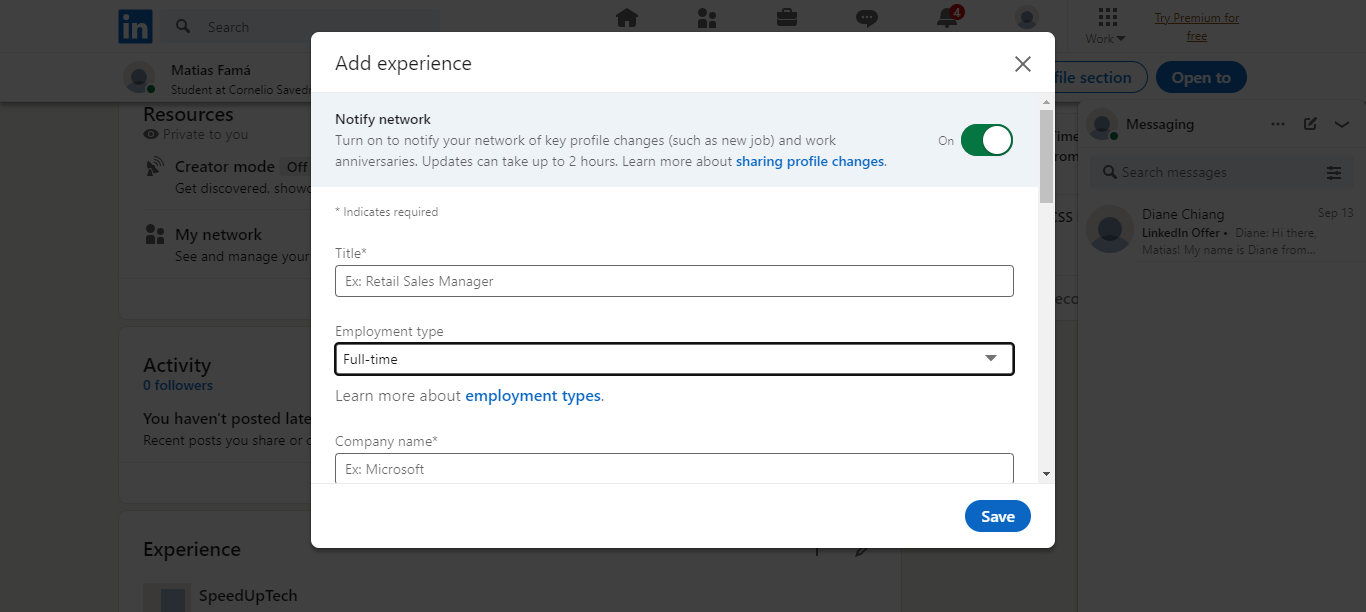 in
Search
4
Work
Try Premium for
free
Matias Famá
Student at Cornelio Saved
file section
Open to
Resources
Private to you
Creator mode Off
Get discovered, show
My network
See and manage your
Activity
0 followers
You haven't posted late
Recent posts you share or
Experience
SpeedUpTech
Add experience
Notify network
Turn on to notify your network of key profile changes (such as new job) and work
anniversaries. Updates can take up to 2 hours. Learn more about sharing profile changes.
On
* Indicates required
Title*
Ex: Retail Sales Manager
Employment type
Full-time
Learn more about employment types.
Company name*
Ex: Microsoft
Save
Messaging
Search messages
Diane Chiang
Sep 13
LinkedIn Offer • Diane: Hi there,
Matias! My name is Diane from...